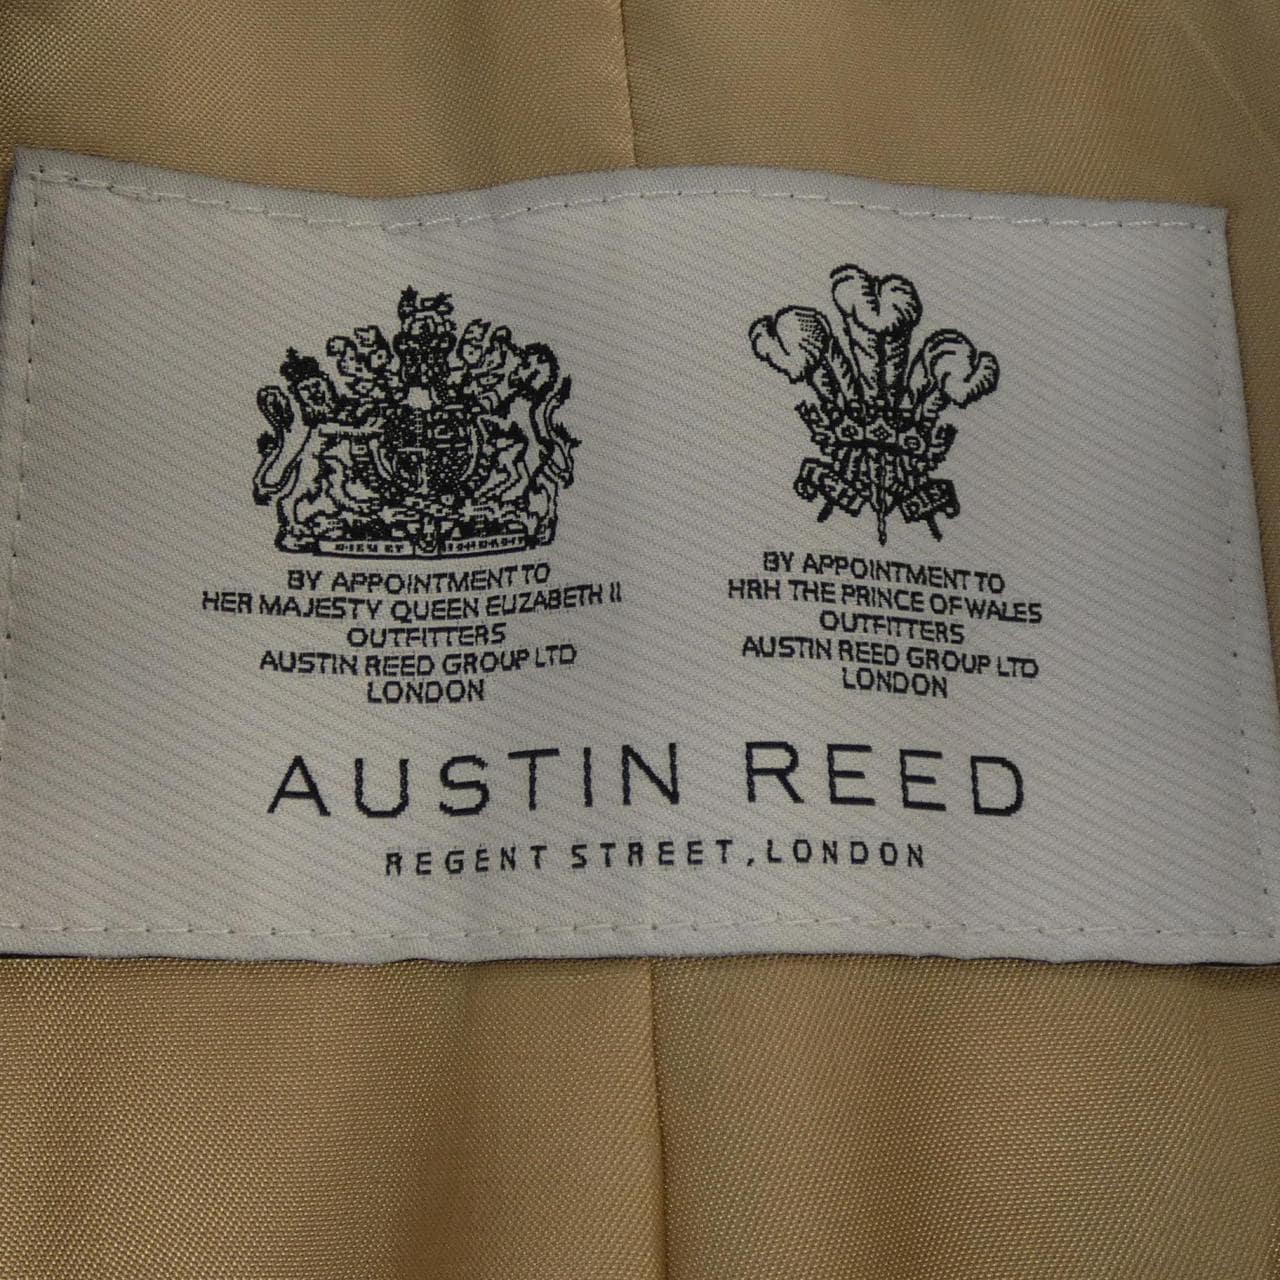 BY APPOINTMENT TO
HER MAJESTY QUEEN ELIZABETH II
OUTFITTERS
AUSTIN REED GROUP LTD
LONDON
BY APPOINTMENT TO
HRH THE PRINCE OF WALES
OUTFITTERS
AUSTIN REED GROUP LTD
LONDON
AUSTIN REED
REGENT STREET, LONDON